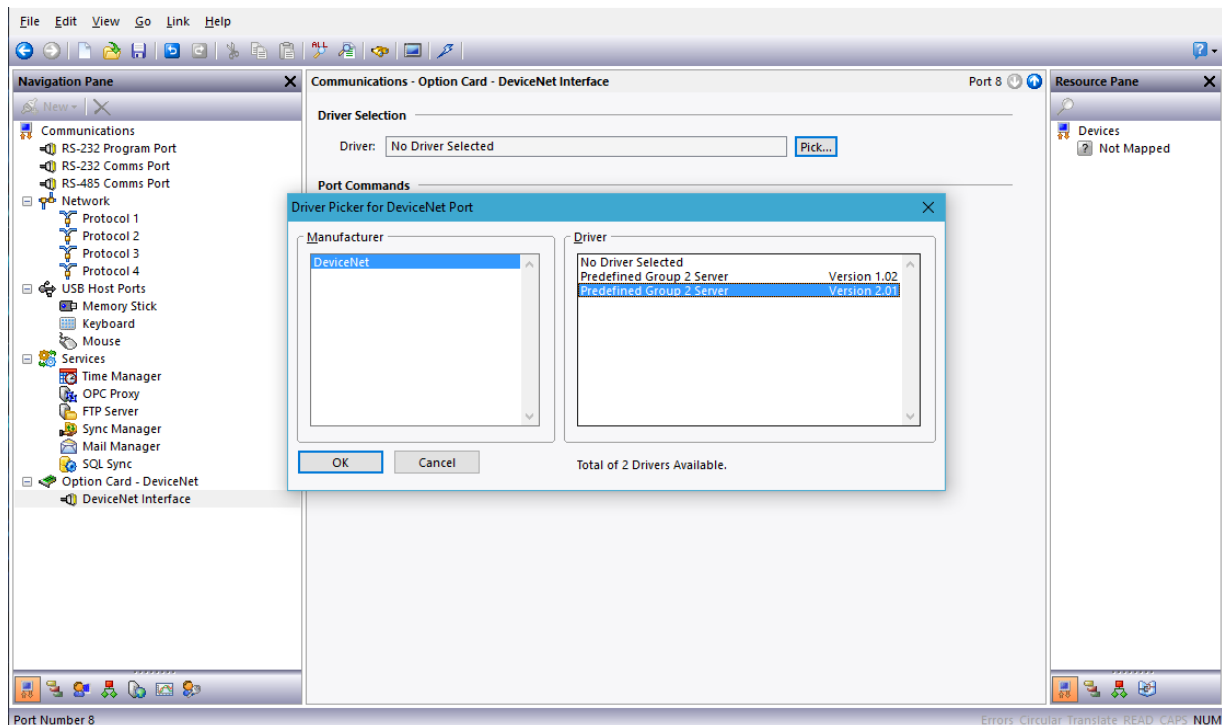 File Edit View Go Link Help
Navigation Pane
New
Communications
RS-232 Program Port
RS-232 Comms Port
RS-485 Comms Port
Network
Protocol 1
Protocol 2
Protocol 3
Protocol 4
USB Host Ports
Memory Stick
Keyboard
Mouse
Services
Time Manager
OPC Proxy
FTP Server
Sync Manager
Mail Manager
SQL Sync
Option Card - DeviceNet
DeviceNet Interface
Communications - Option Card - DeviceNet Interface Port 8
Driver Selection
Driver: No Driver Selected Pick...
Port Commands
Driver Picker for DeviceNet Port
Manufacturer
DeviceNet
Driver
No Driver Selected
Predefined Group 2 Server Version 1.02
Predefined Group 2 Server Version 2.01
OK Cancel Total of 2 Drivers Available.
Resource Pane
Devices
Not Mapped
Port Number 8 Errors Circular Translate READ CAPS NUM